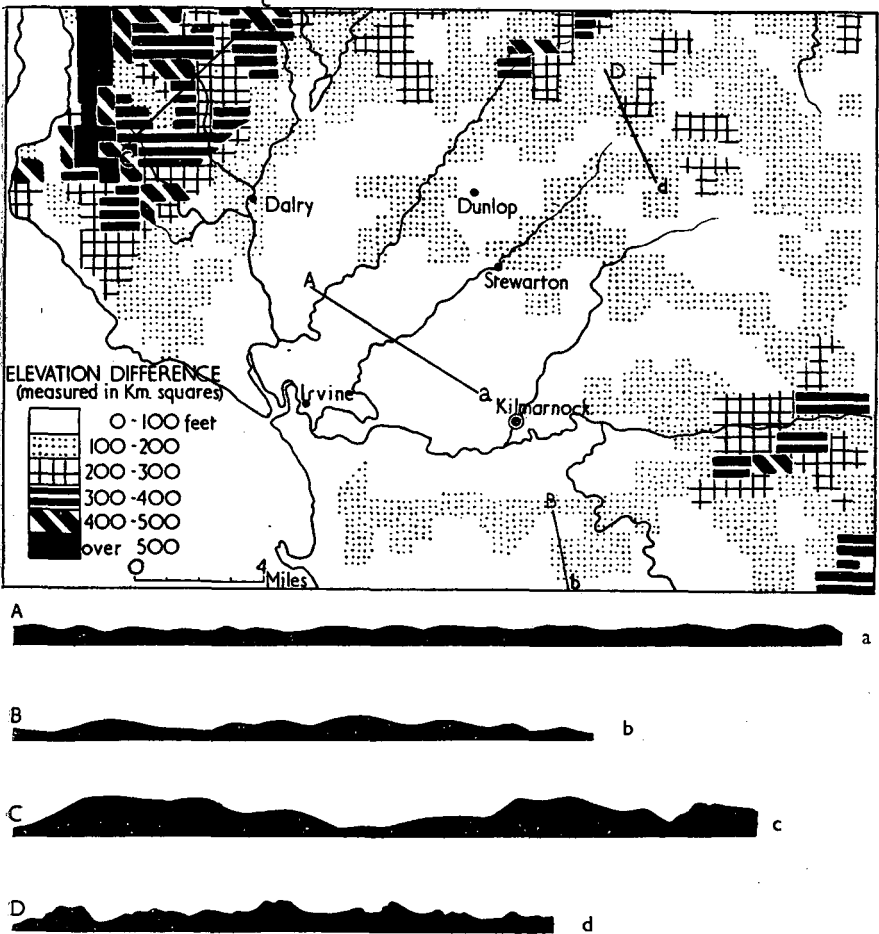 c
D
C
d
Dalry
Dunlop
A
Stewarton
ELEVATION DIFFERENCE
(measured in Km. squares)
a
Irvine
Kilmarnock
0-100 feet
100-200
200-300
300-400
400-500
over 500
B
0
4
Miles
b
A
a
B
b
C
c
D
d